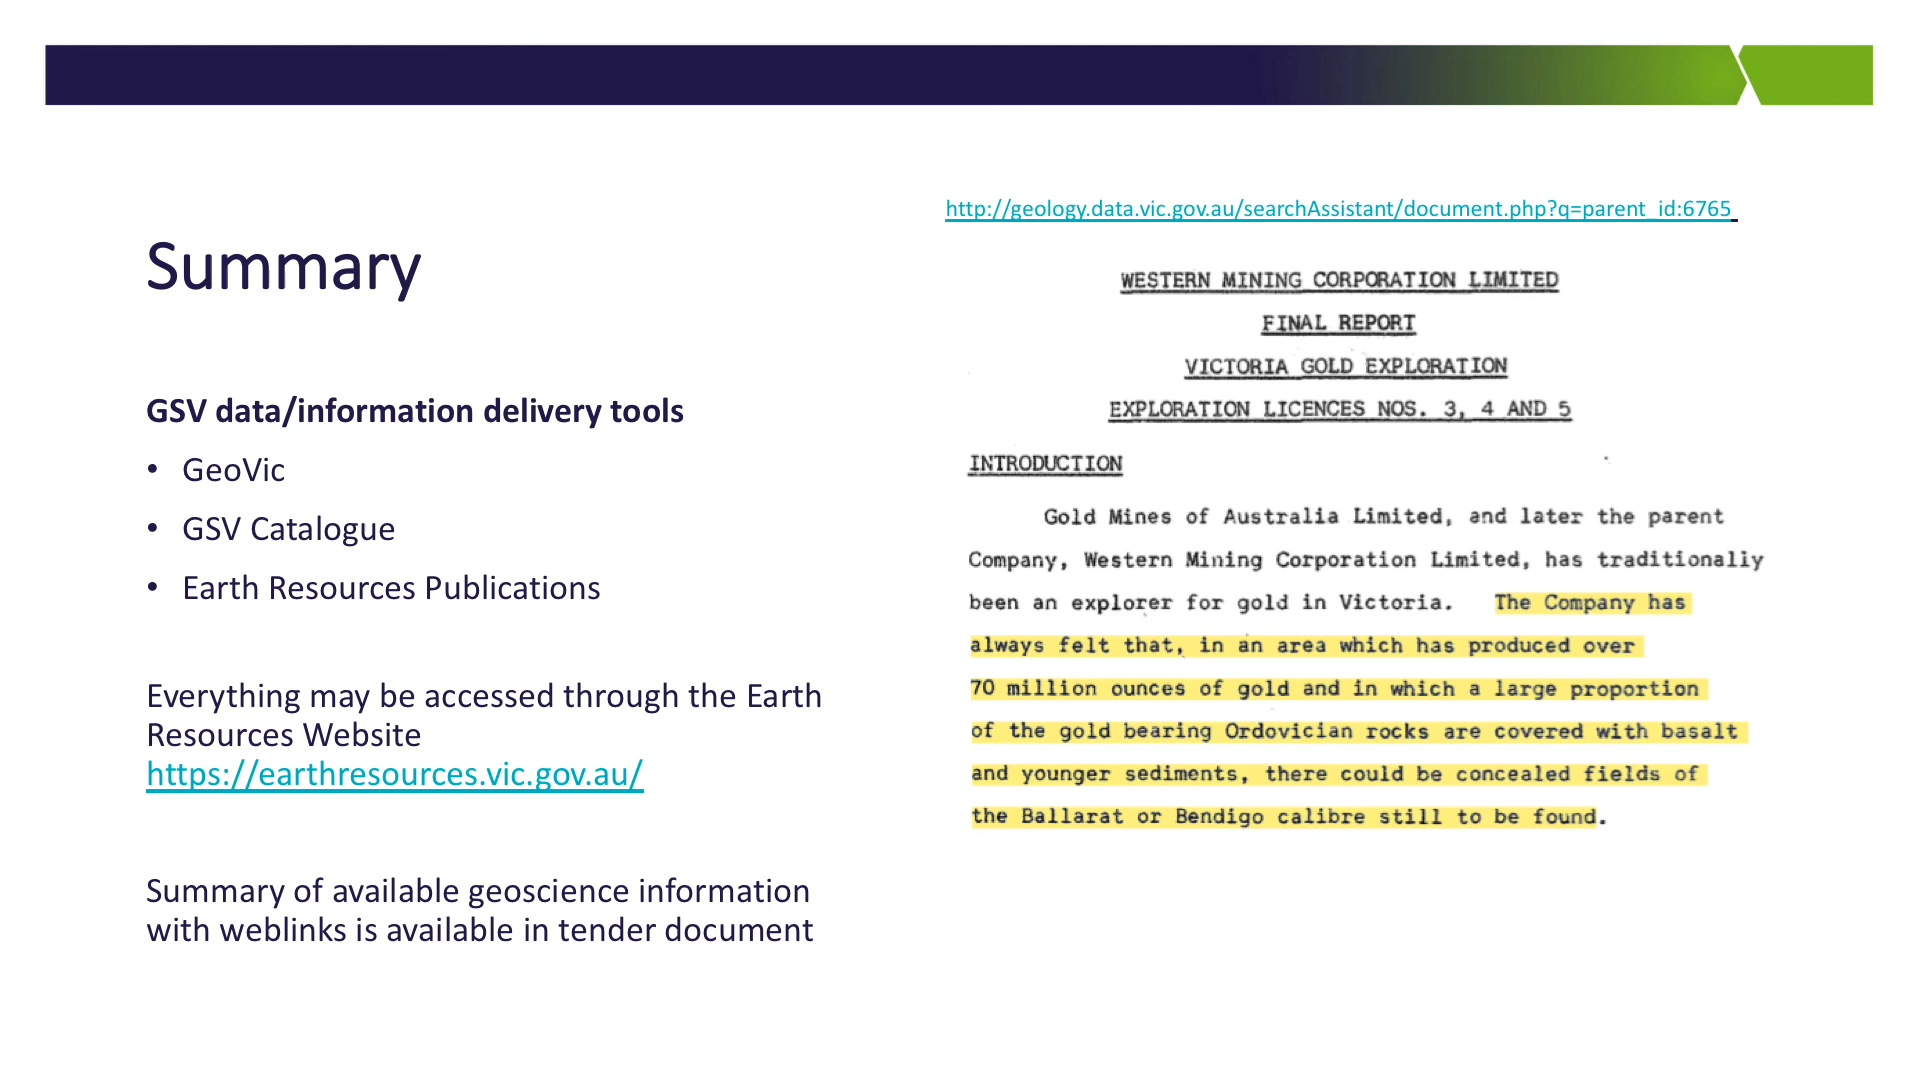 Summary
GSV data/information delivery tools
• GeoVic
• GSV Catalogue
• Earth Resources Publications
Everything may be accessed through the Earth
Resources Website
https://earthresources.vic.gov.au/
Summary of available geoscience information
with weblinks is available in tender document
http://geology.data.vic.gov.au/searchAssistant/document.php?q=parent_id:6765
WESTERN MINING CORPORATION LIMITED
FINAL REPORT
VICTORIA GOLD EXPLORATION
EXPLORATION LICENCES NOS. 3, 4 AND 5
INTRODUCTION
Gold Mines of Australia Limited, and later the parent
Company, Western Mining Corporation Limited, has traditionally
been an explorer for gold in Victoria. The Company has
always felt that, in an area which has produced over
70 million ounces of gold and in which a large proportion
of the gold bearing Ordovician rocks are covered with basalt
and younger sediments, there could be concealed fields of
the Ballarat or Bendigo calibre still to be found.